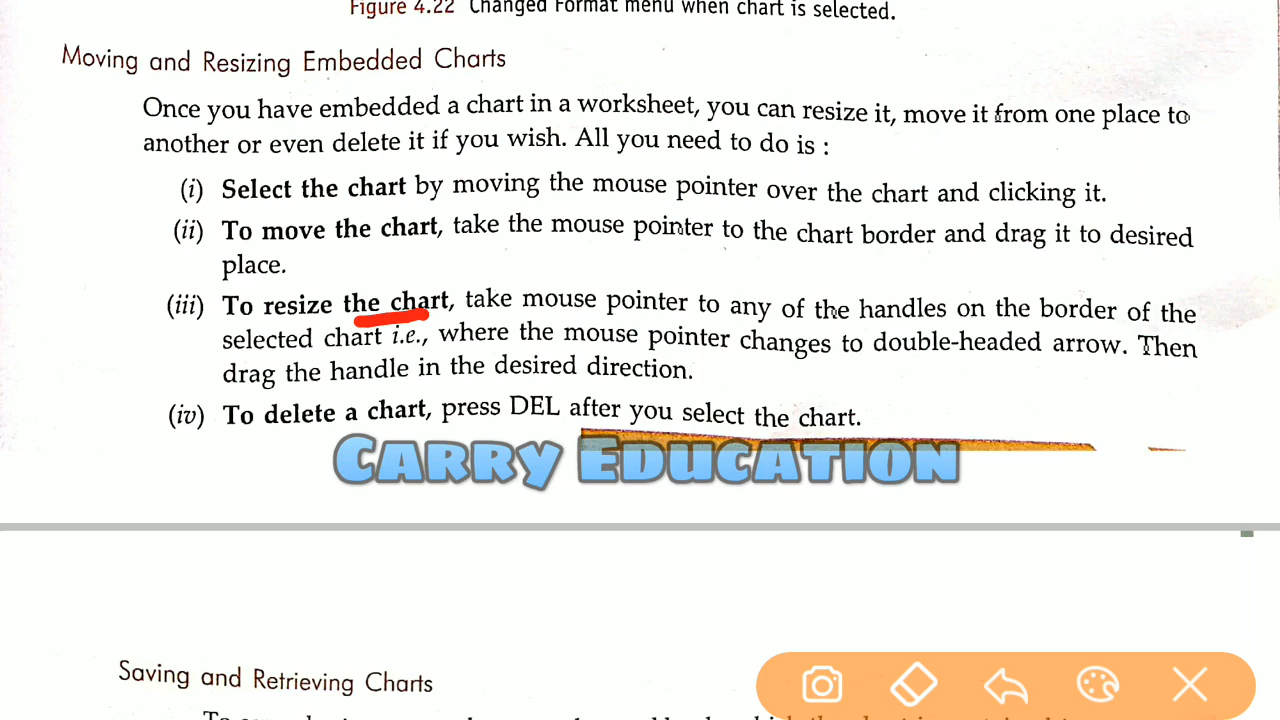 Figure 4.22 Changed Format menu when chart is selected.
Moving and Resizing Embedded Charts
Once you have embedded a chart in a worksheet, you can resize it, move it from one place to
another or even delete it if you wish. All you need to do is :
(i) Select the chart by moving the mouse pointer over the chart and clicking it.
(ii) To move the chart, take the mouse pointer to the chart border and drag it to desired
place.
(iii) To resize the chart, take mouse pointer to any of the handles on the border of the
selected chart i.e., where the mouse pointer changes to double-headed arrow. Then
drag the handle in the desired direction.
(iv) To delete a chart, press DEL after you select the chart.
CARRY EDUCATION
Saving and Retrieving Charts